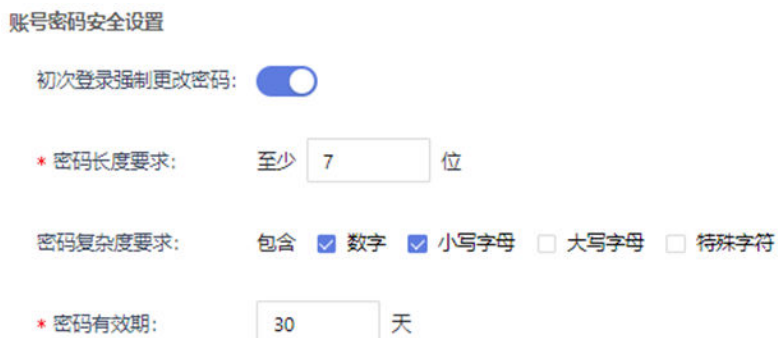 账号密码安全设置
初次登录强制更改密码:
* 密码长度要求: 至少 7 位
密码复杂度要求: 包含 数字 小写字母 大写字母 特殊字符
* 密码有效期: 30 天